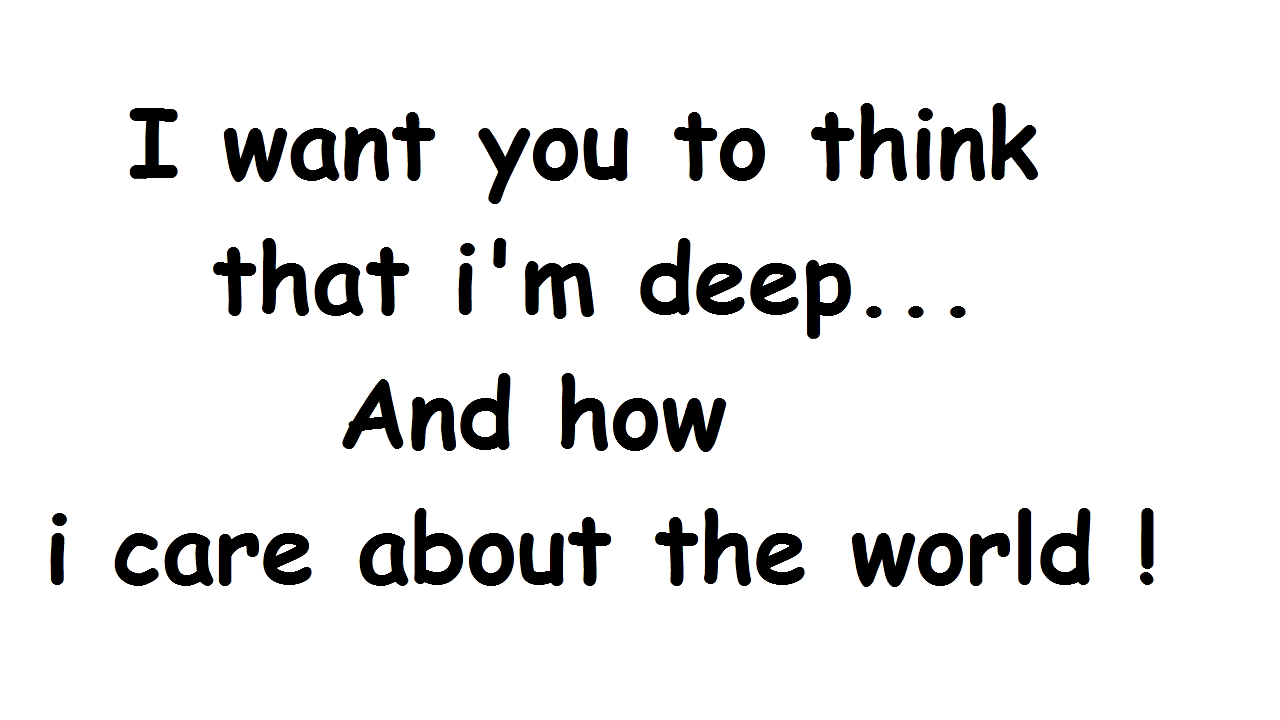 I want you to think
that i'm deep...
And how
i care about the world !